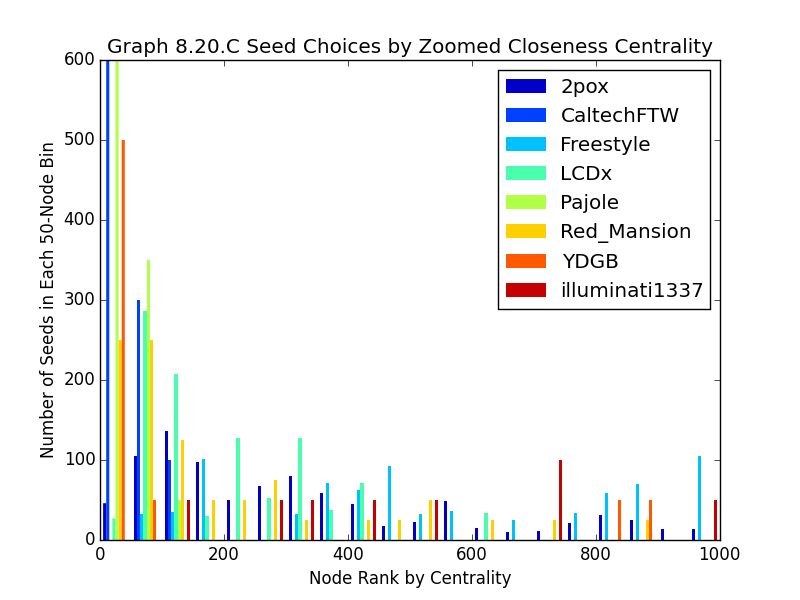 Graph 8.20.C Seed Choices by Zoomed Closeness Centrality
600
500
400
300
200
100
0
Number of Seeds in Each 50-Node Bin
2pox
CaltechFTW
Freestyle
LCDx
Pajole
Red_Mansion
YDGB
illuminati1337
0 200 400 600 800 1000
Node Rank by Centrality